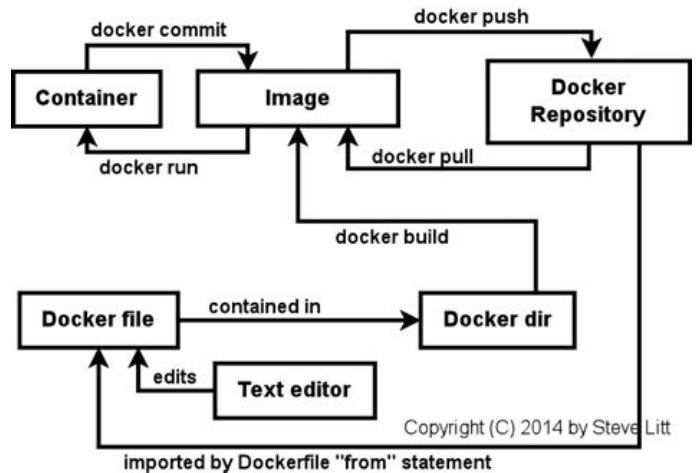 docker commit
docker push
Container
Image
Docker
Repository
docker run
docker pull
docker build
Docker file
contained in
Docker dir
edits
Text editor
Copyright (C) 2014 by Steve Litt
imported by Dockerfile "from" statement